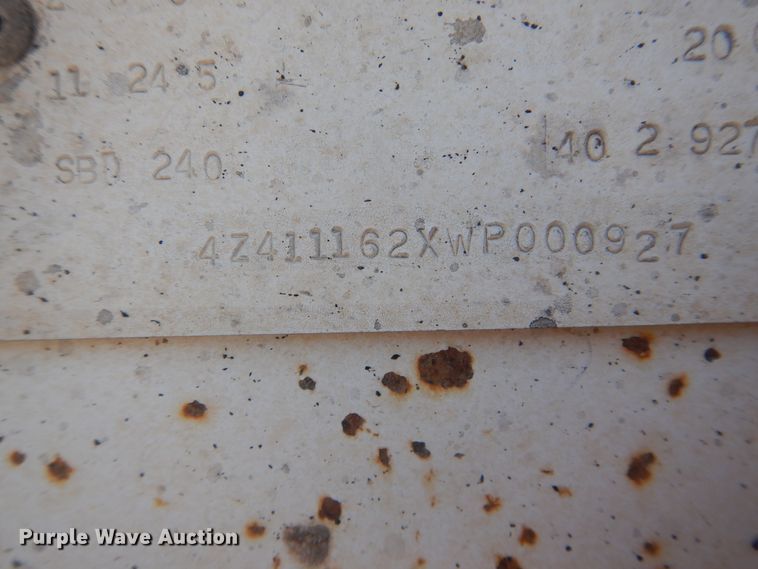 11 24.5
20
SBD 240
40 2 927
4Z411162XWP000927
Purple Wave Auction